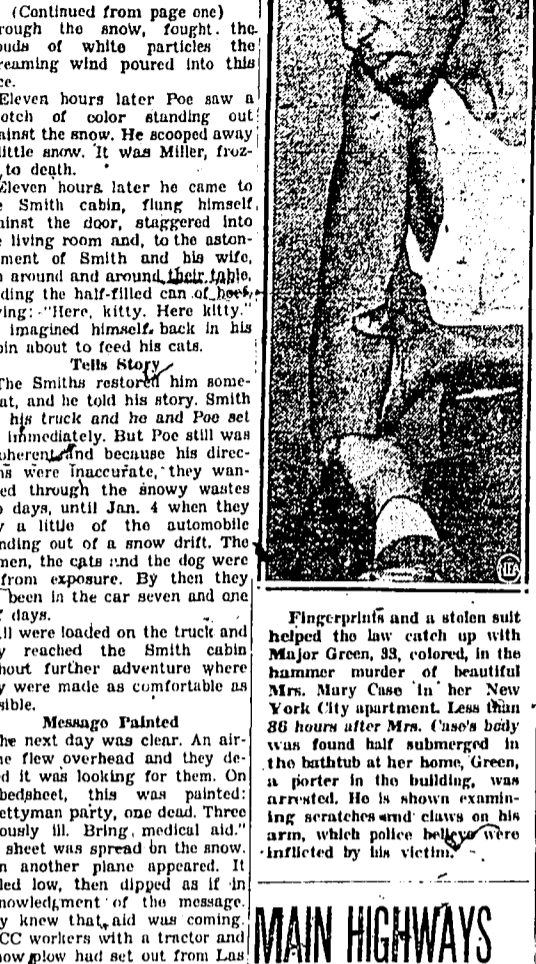 (Continued from page one)
rough the snow, fought the
ouds of white particles the
reaming wind poured into this
ce.
Eleven hours later Poe saw a
otch of color standing out
ainst the snow. He scooped away
little snow. It was Miller, froz-
to death.
Eleven hours later he came to
e Smith cabin, flung himself
ainst the door, staggered into
e living room and, to the aston-
ment of Smith and his wife,
n around and around their table,
ding the half-filled can of
ying: "Here, kitty. Here kitty."
imagined himself back in his
bin about to feed his cats.
Tells Story
The Smiths restored him some-
at, and he told his story. Smith
his truck and he and Poe set
immediately. But Poe still was
oherent and because his direc-
ns were inaccurate, they wan-
ed through the snowy wastes
o days, until Jan. 4 when they
w a little of the automobile
nding out of a snow drift. The
men, the cats and the dog were
from exposure. By then they
been in the car seven and one
f days.
ll were loaded on the truck and
y reached the Smith cabin
hout further adventure where
y were made as comfortable as
sible.
Message Painted
he next day was clear. An air-
ne flew overhead and they de-
d it was looking for them. On
bedsheet, this was painted:
ettyman party, one dead. Three
ously ill. Bring medical aid."
sheet was spread on the snow.
n another plane appeared. It
led low, then dipped as if in
nowledgment of the message.
y knew that aid was coming.
CC workers with a tractor and
now plow had set out from Las
Fingerprints and a stolen suit
helped the law catch up with
Major Green, 33, colored, in the
hammer murder of beautiful
Mrs. Mary Case in her New
York City apartment. Less than
36 hours after Mrs. Case's body
was found half submerged in
the bathtub at her home, Green,
a porter in the building, was
arrested. He is shown examin-
ing scratches and claws on his
arm, which police believe were
inflicted by his victim.
MAIN HIGHWAYS